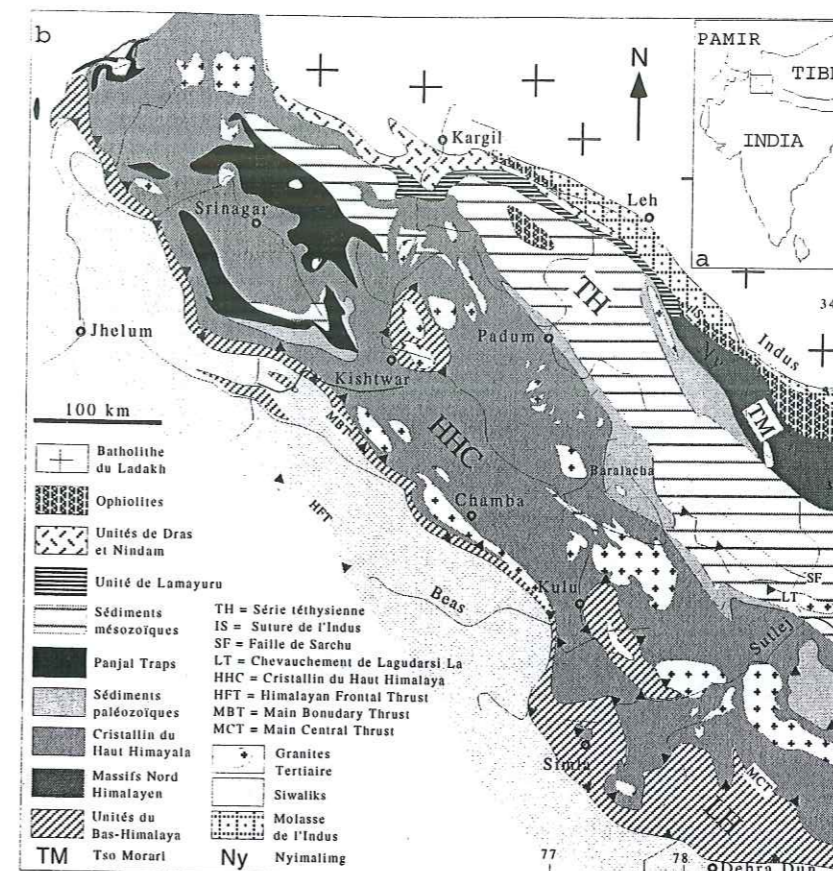 b
PAMIR
TIBE
INDIA
a
N
Kargil
Leh
Srinagar
Indus
34
TH
Padum
Jhelum
Kishtwar
TM
100 km
MBT
HHC
Baralacha
Chamba
HFT
Kulu
SF
LT
Beas
Sutlej
Simla
MCT
LH
77
78
Dehra Dun
Batholithe
du Ladakh
Ophiolites
Unités de Dras
et Nindam
Unité de Lamayuru
Sédiments
mésozoïques
Panjal Traps
Sédiments
paléozoïques
Cristallin du
Haut Himayala
Massifs Nord
Himalayen
Unités du
Bas-Himalaya
TM Tso Morari
TH = Série téthysienne
IS = Suture de l'Indus
SF = Faille de Sarchu
LT = Chevauchement de Lagudarsi La
HHC = Cristallin du Haut Himalaya
HFT = Himalayan Frontal Thrust
MBT = Main Bonudary Thrust
MCT = Main Central Thrust
Granites
Tertiaire
Siwaliks
Molasse
de l'Indus
Ny Nyimalimg